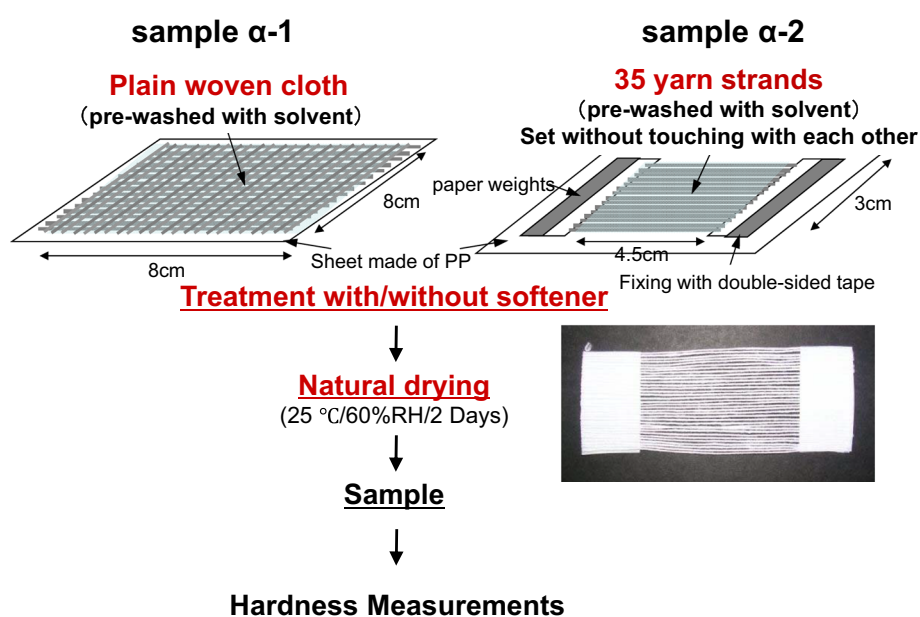 sample α-1
Plain woven cloth
（pre-washed with solvent）
8cm
8cm
sample α-2
35 yarn strands
（pre-washed with solvent）
Set without touching with each other
paper weights
3cm
4.5cm
Sheet made of PP
Fixing with double-sided tape
Treatment with/without softener
Natural drying
(25 ℃/60%RH/2 Days)
Sample
Hardness Measurements